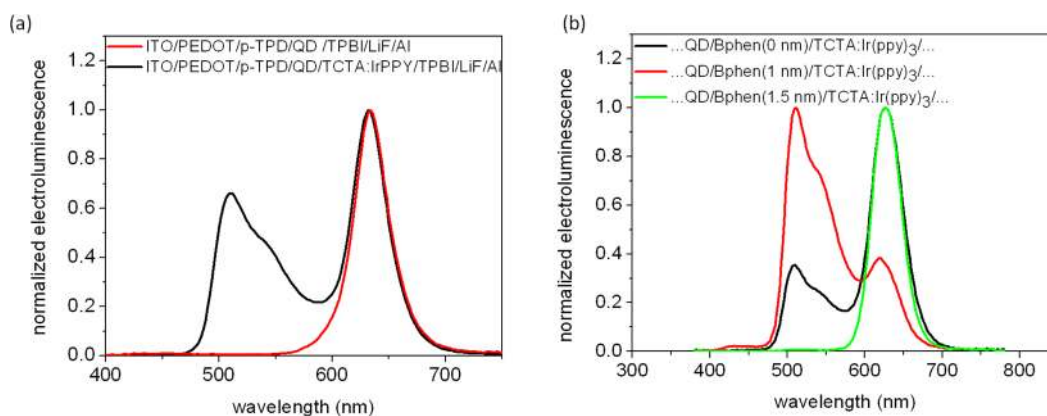 (a)
ITO/PEDOT/p-TPD/QD /TPBI/LiF/Al
ITO/PEDOT/p-TPD/QD/TCTA:IrPPY/TPBI/LiF/Al
normalized electroluminescence
1.2
1.0
0.8
0.6
0.4
0.2
0.0
400 500 600 700
wavelength (nm)
(b)
...QD/Bphen(0 nm)/TCTA:Ir(ppy)3/...
...QD/Bphen(1 nm)/TCTA:Ir(ppy)3/...
...QD/Bphen(1.5 nm)/TCTA:Ir(ppy)3/...
normalized electroluminescence
1.2
1.0
0.8
0.6
0.4
0.2
0.0
300 400 500 600 700 800
wavelength (nm)